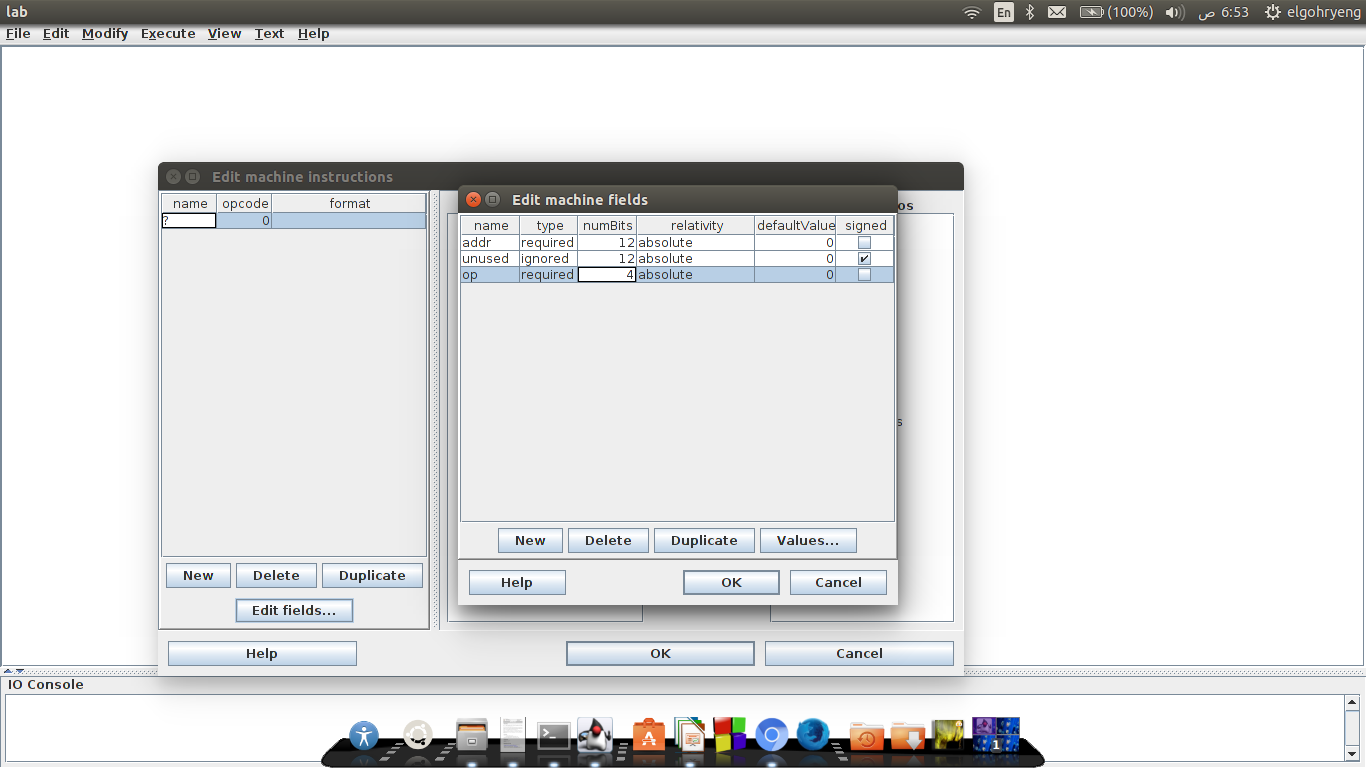 lab
En
(100%)
ص 6:53
elgohryeng
File Edit Modify Execute View Text Help
Edit machine instructions
name opcode format
? 0
New Delete Duplicate
Edit fields...
Help OK Cancel
os
s
Edit machine fields
name type numBits relativity defaultValue signed
addr required 12 absolute 0
unused ignored 12 absolute 0
op required 4 absolute 0
New Delete Duplicate Values...
Help OK Cancel
IO Console
1